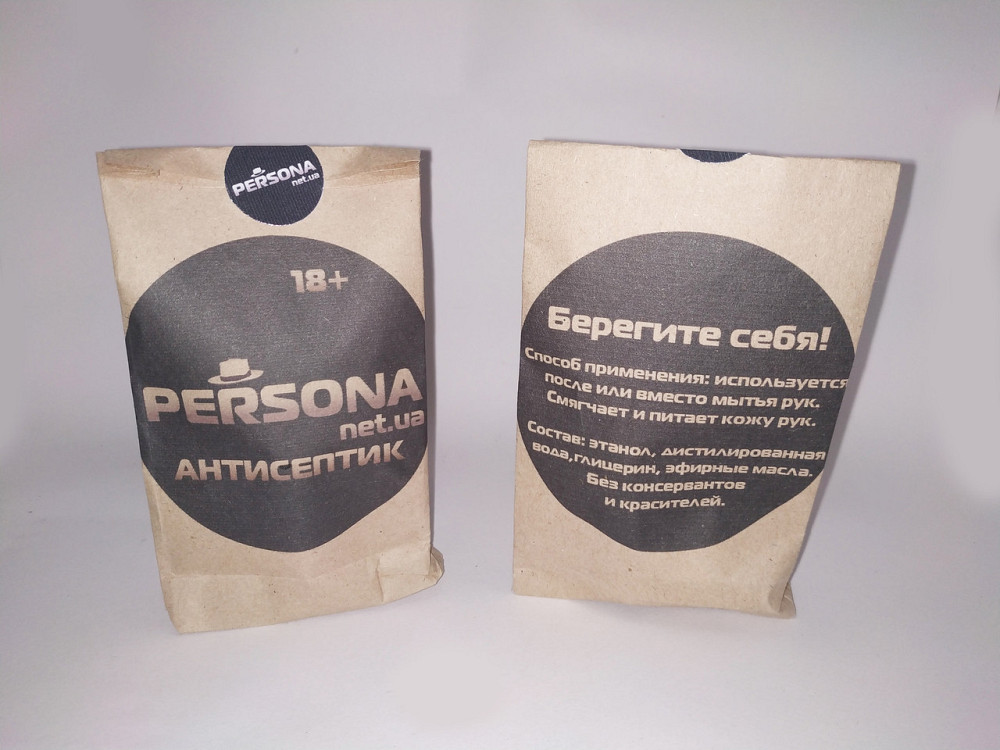 PERSONA
net.ua
18+
PERSONA
net.ua
АНТИСЕПТИК
Берегите себя!
Способ применения: используется
после или вместо мытья рук.
Смягчает и питает кожу рук.
Состав: этанол, дистилированная
вода,глицерин, эфирные масла.
Без консервантов
и красителей.